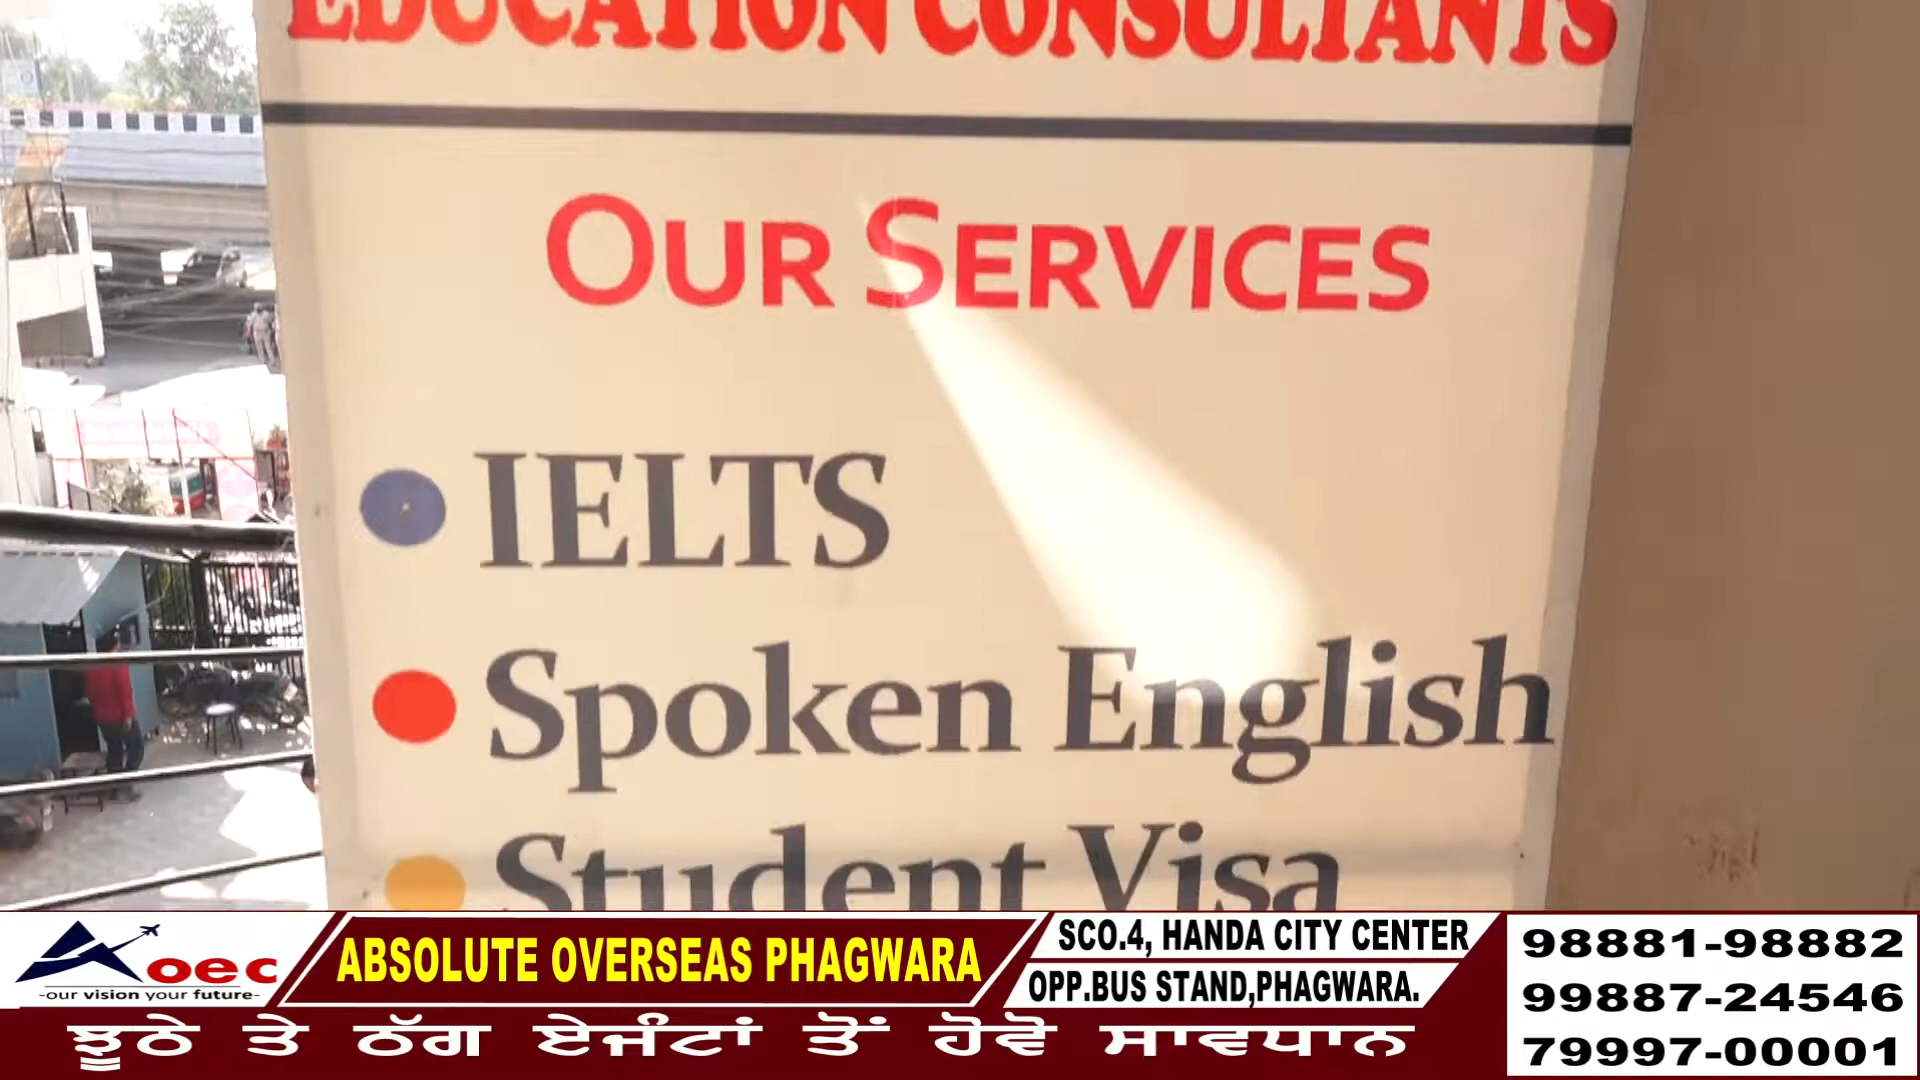 EDUCATION CONSULTANTS
OUR SERVICES
IELTS
Spoken English
Student Visa
oec
-our vision your future-
ABSOLUTE OVERSEAS PHAGWARA
SCO.4, HANDA CITY CENTER
OPP.BUS STAND,PHAGWARA.
98881-98882
99887-24546
79997-00001
ਝੂਠੇ ਤੇ ਠੱਗ ਏਜੰਟਾਂ ਤੋਂ ਹੋਵੋ ਸਾਵਧਾਨ